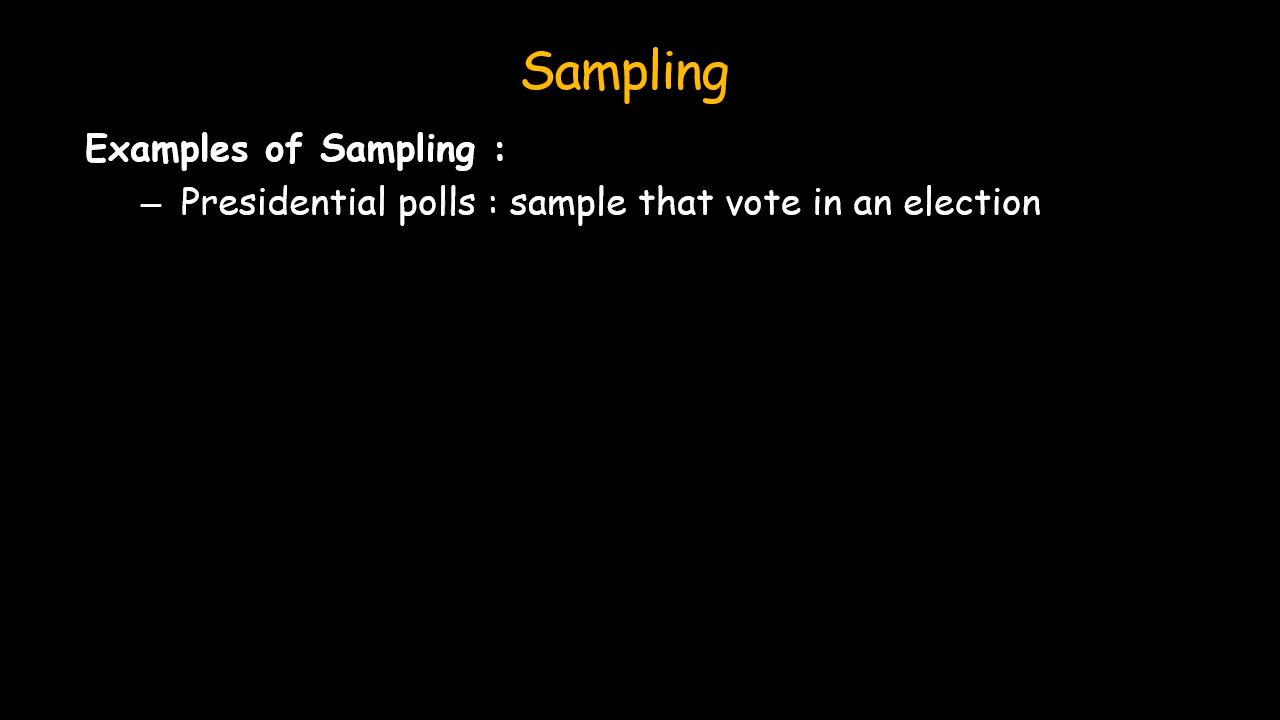 Sampling
Examples of Sampling :
– Presidential polls : sample that vote in an election